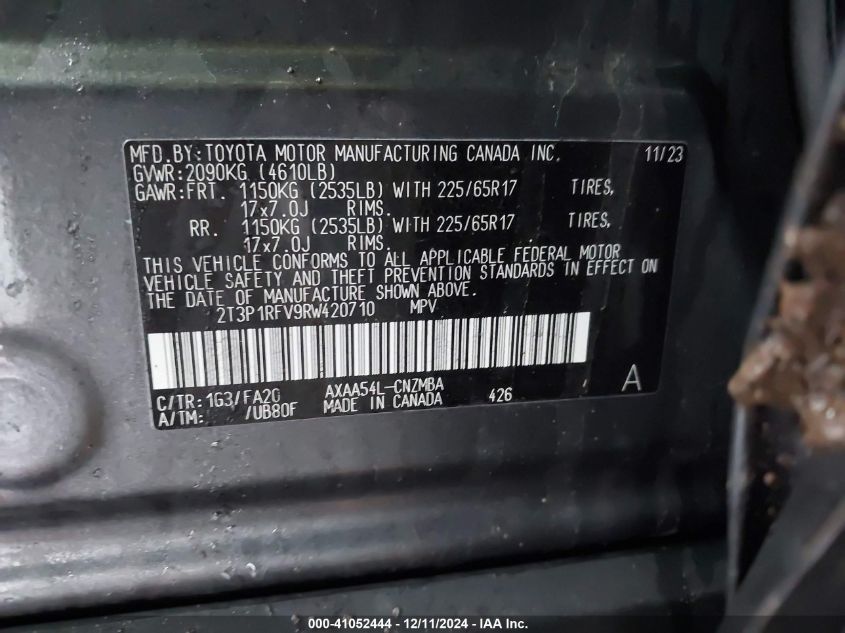 MFD.BY:TOYOTA MOTOR MANUFACTURING CANADA INC. 11/23
GVWR:2090KG (4610LB)
GAWR:FRT. 1150KG (2535LB) WITH 225/65R17 TIRES,
17x7.0J RIMS.
RR. 1150KG (2535LB) WITH 225/65R17 TIRES,
17x7.0J RIMS.
THIS VEHICLE CONFORMS TO ALL APPLICABLE FEDERAL MOTOR
VEHICLE SAFETY AND THEFT PREVENTION STANDARDS IN EFFECT ON
THE DATE OF MANUFACTURE SHOWN ABOVE.
2T3P1RFV9RW420710 MPV
C/TR:1G3/FA20 AXAA54L-CNZMBA 426 A
A/TM: /UB80F MADE IN CANADA
000-41052444 - 12/11/2024 - IAA Inc.